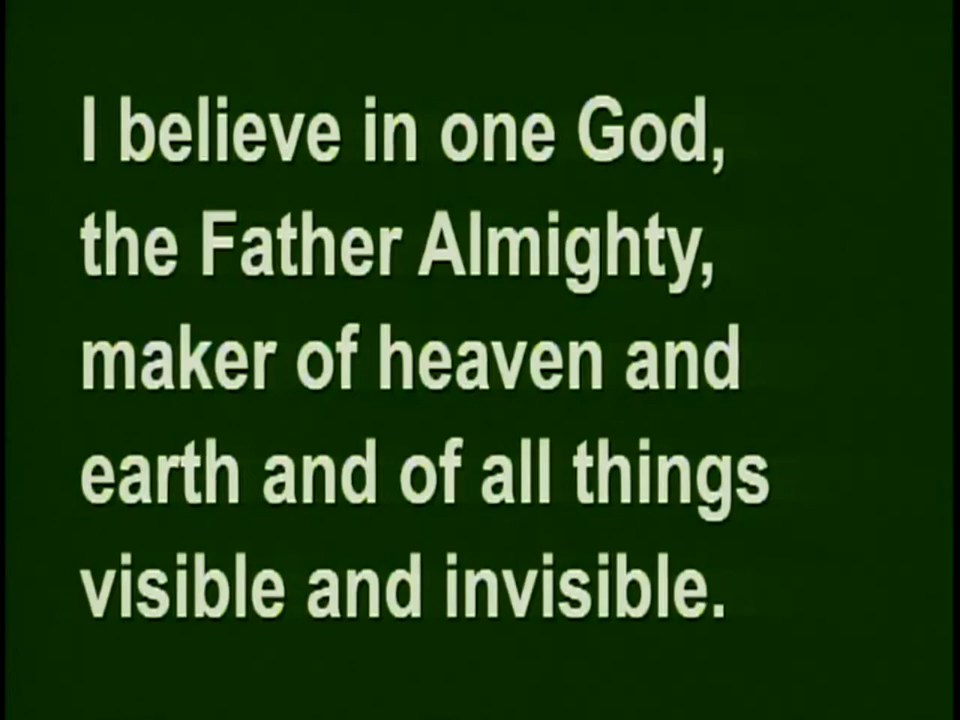 I believe in one God,
the Father Almighty,
maker of heaven and
earth and of all things
visible and invisible.